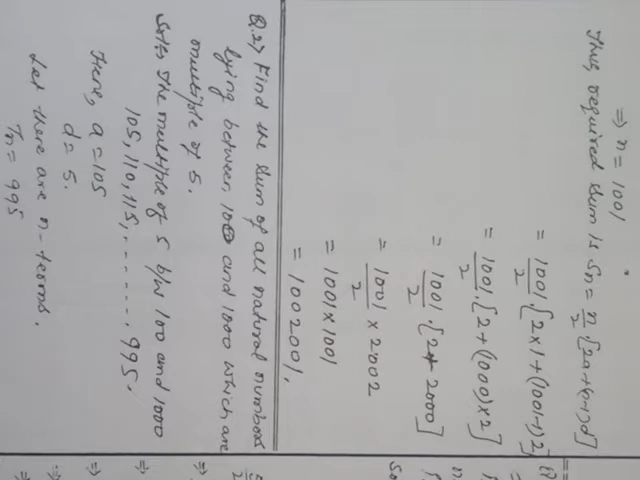 ⇒ n = 1001
Thus, required sum is Sn = n/2 [2a+(n-1)d]
= 1001/2 . [2×1+(1001-1)2]
= 1001/2 . [2+(1000)×2]
= 1001/2 . [2+2000]
= 1001/2 × 2002
= 1001×1001
= 1002001.
Q.2) Find the sum of all natural numbers
lying between 100 and 1000 which are
multiple of 5.
Soln The multiple of 5 b/w 100 and 1000
105, 110, 115, ....... 995.
Here, a = 105
d = 5.
Let there are n-terms.
Tn = 995